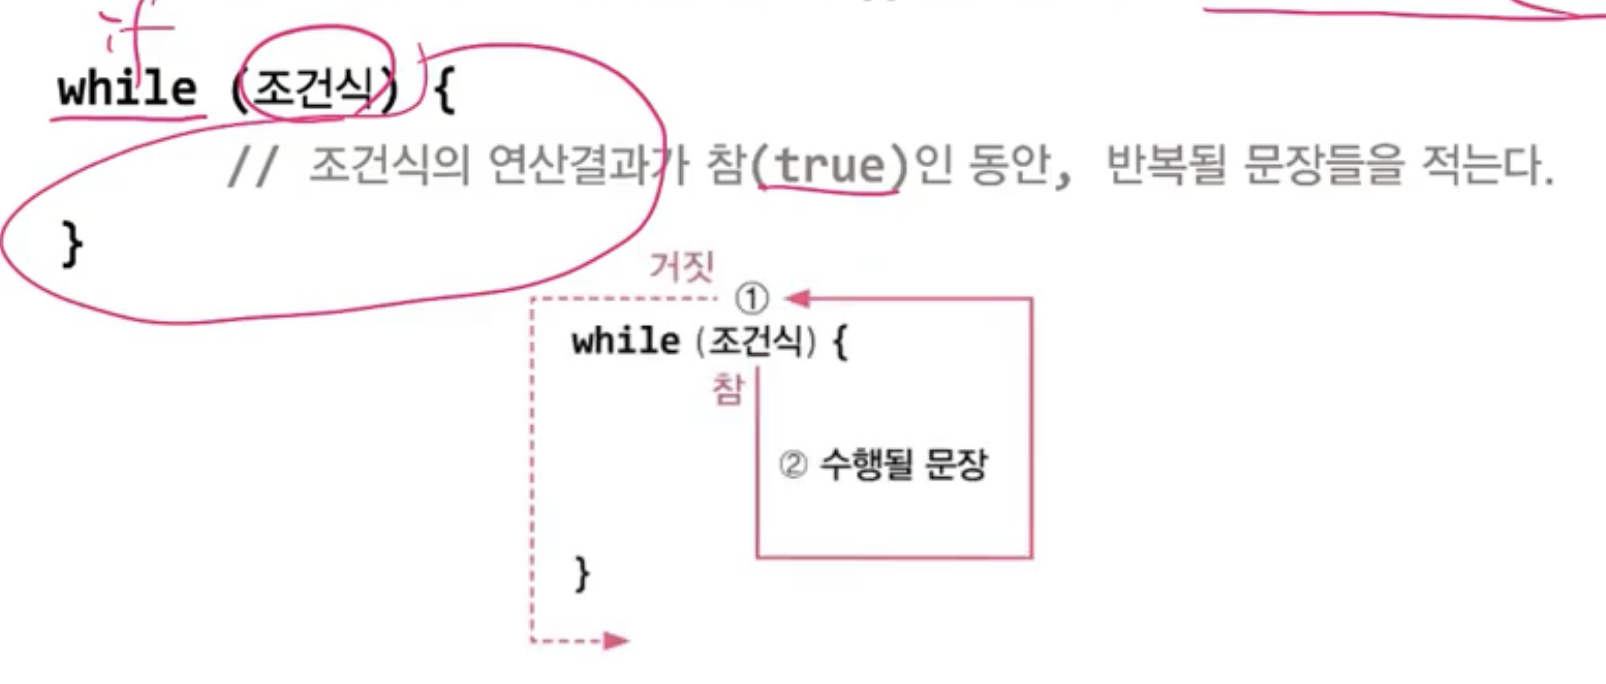 while (조건식) {
// 조건식의 연산결과가 참(true)인 동안, 반복될 문장들을 적는다.
}
거짓
①
while (조건식) {
참
② 수행될 문장
}